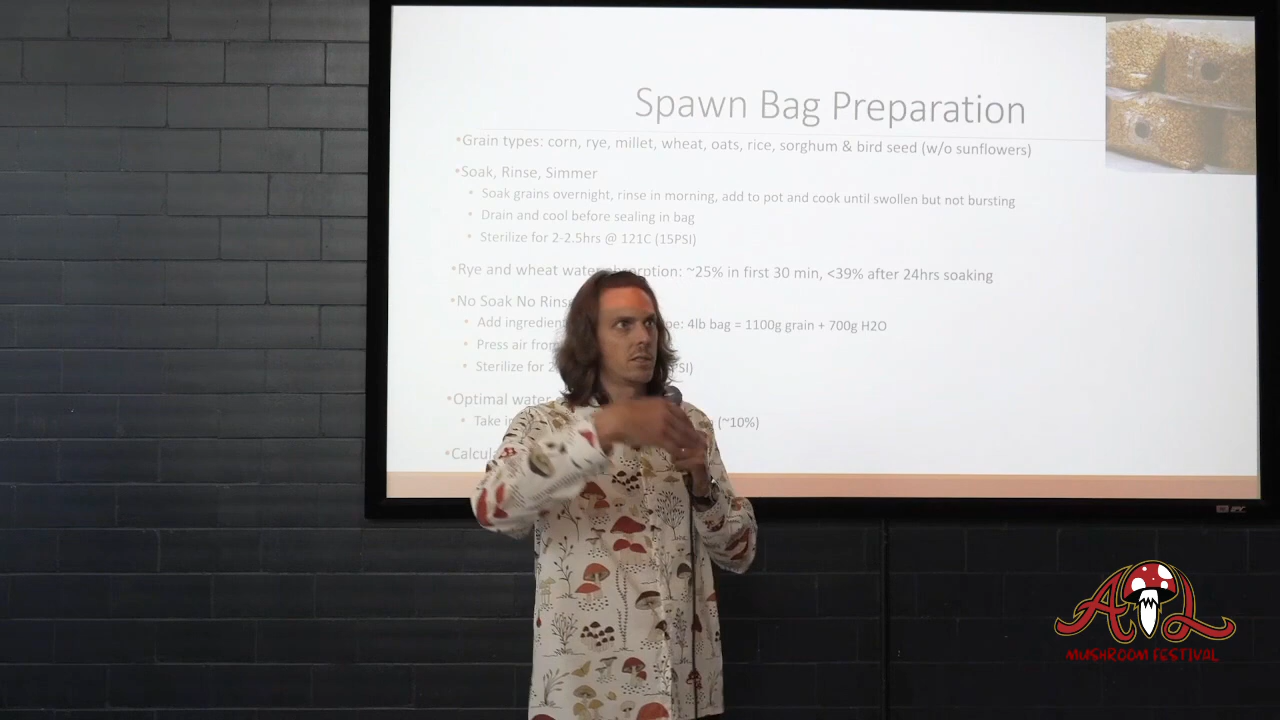 Spawn Bag Preparation
•Grain types: corn, rye, millet, wheat, oats, rice, sorghum & bird seed (w/o sunflowers)
•Soak, Rinse, Simmer
• Soak grains overnight, rinse in morning, add to pot and cook until swollen but not bursting
• Drain and cool before sealing in bag
• Sterilize for 2-2.5hrs @ 121C (15PSI)
•Rye and wheat water absorption: ~25% in first 30 min, <39% after 24hrs soaking
•No Soak No Rinse
• Add ingredient 4lb bag = 1100g grain + 700g H2O
• Press air from
• Sterilize for 2 PSI)
•Optimal water
• Take (~10%)
ATL
MUSHROOM FESTIVAL